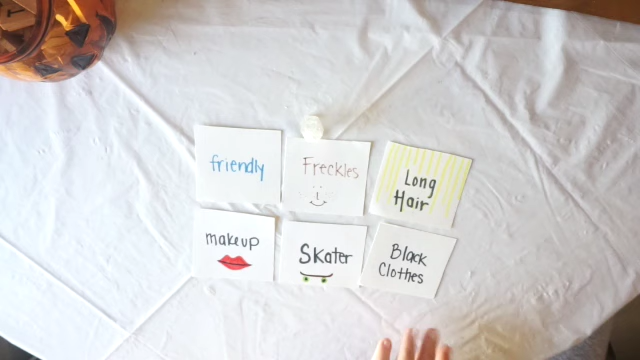 friendly
Freckles
Long
Hair
makeup
Skater
Black
Clothes